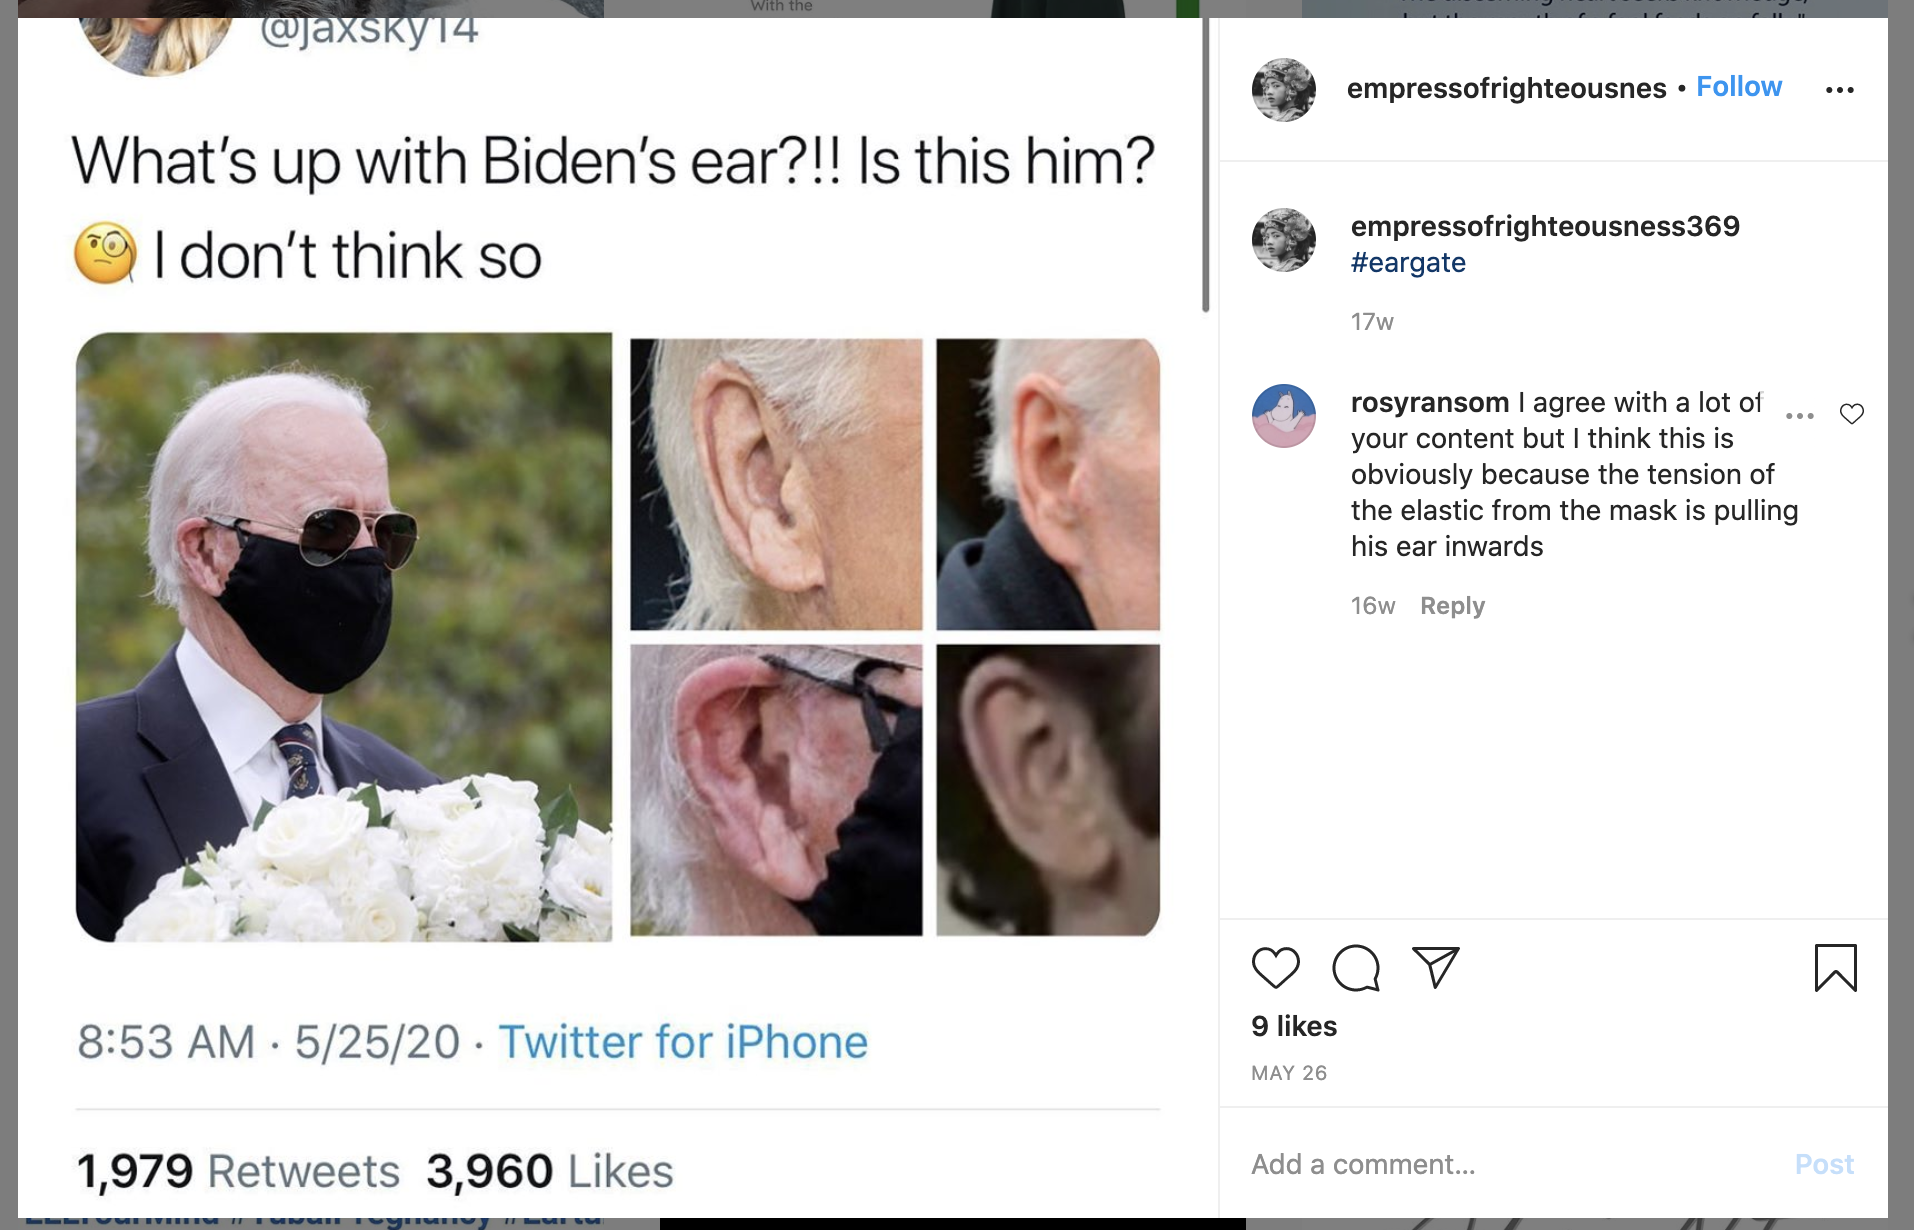 With the
@jaxsky14
What's up with Biden's ear?!! Is this him?
🧐 I don't think so
8:53 AM · 5/25/20 · Twitter for iPhone
1,979 Retweets 3,960 Likes
empressofrighteousnes • Follow
empressofrighteousness369
#eargate
17w
rosyransom I agree with a lot of
your content but I think this is
obviously because the tension of
the elastic from the mask is pulling
his ear inwards
16w Reply
9 likes
MAY 26
Add a comment... Post